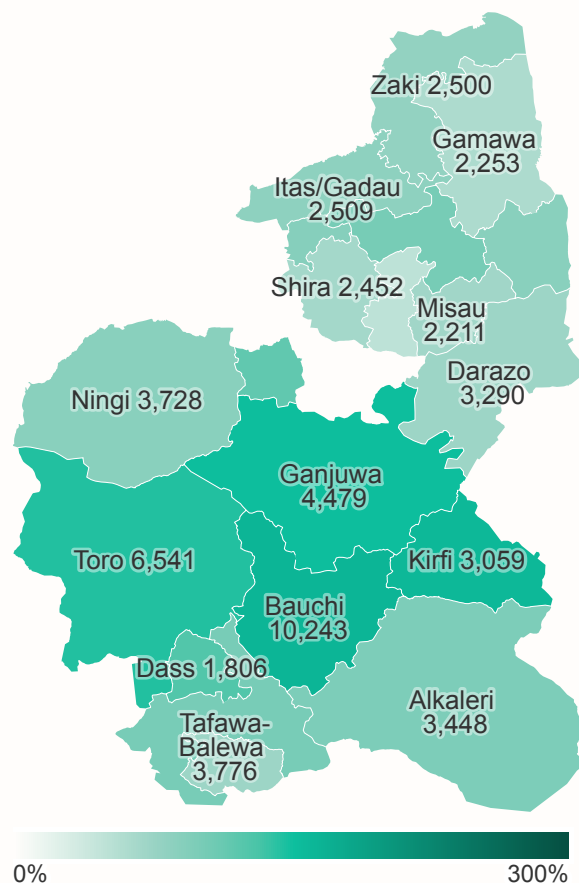 Zaki 2,500
Gamawa
2,253
Itas/Gadau
2,509
Shira 2,452
Misau
2,211
Darazo
3,290
Ningi 3,728
Ganjuwa
4,479
Toro 6,541
Kirfi 3,059
Bauchi
10,243
Dass 1,806
Alkaleri
3,448
Tafawa-
Balewa
3,776
0%
300%